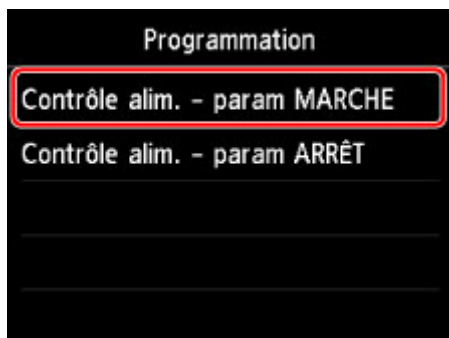 Programmation
Contrôle alim. – param MARCHE
Contrôle alim. – param ARRÊT